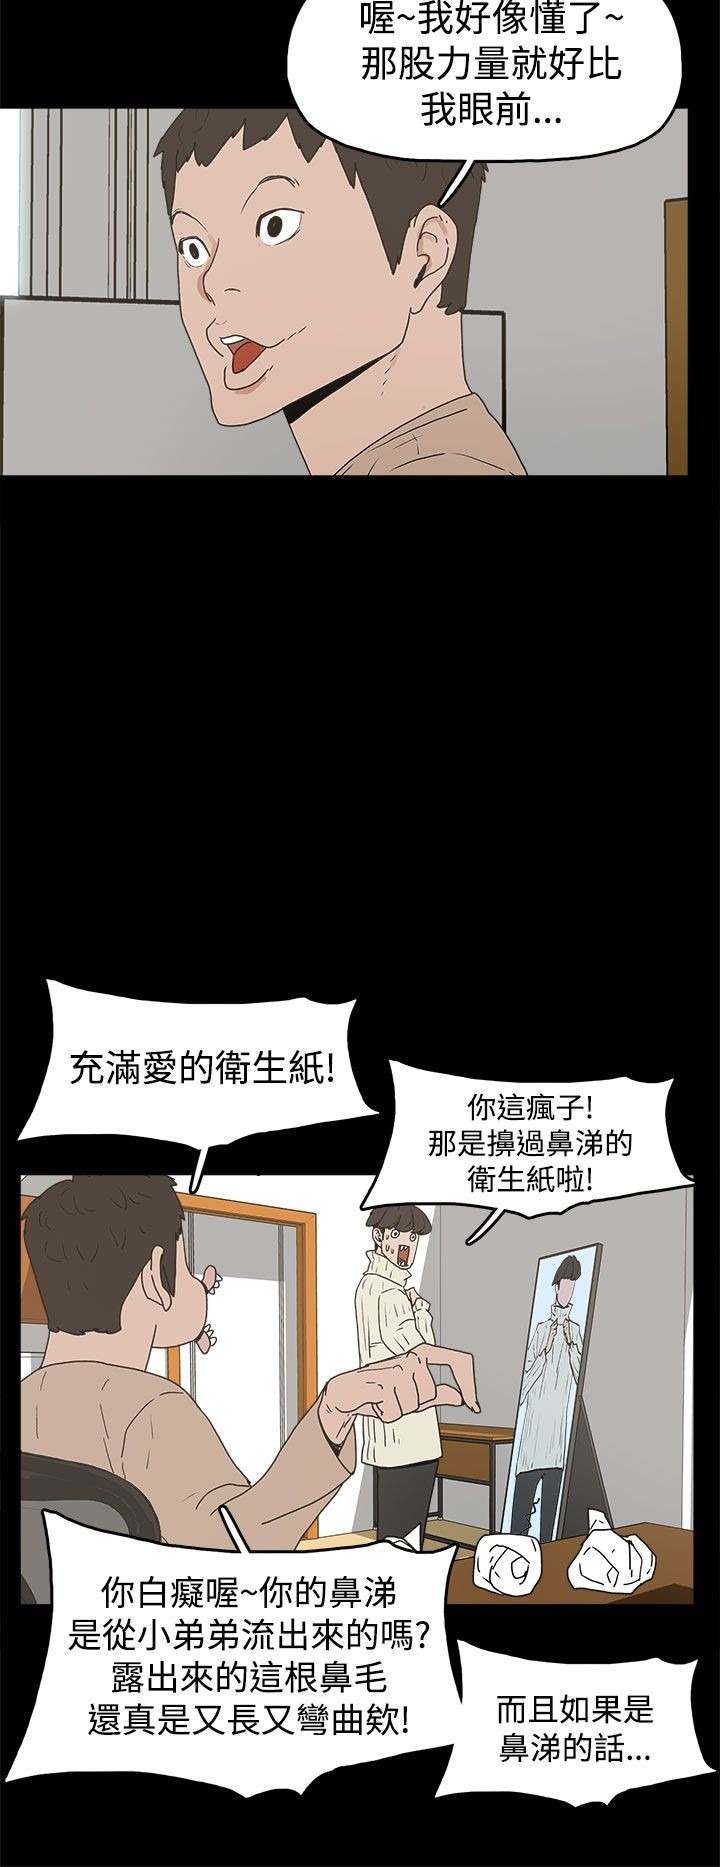 喔~我好像懂了~
那股力量就好比
我眼前...
充滿愛的衛生紙!
你這瘋子!
那是擤過鼻涕的
衛生紙啦!
你白癡喔~你的鼻涕
是從小弟弟流出來的嗎?
露出來的這根鼻毛
還真是又長又彎曲欸!
而且如果是
鼻涕的話...